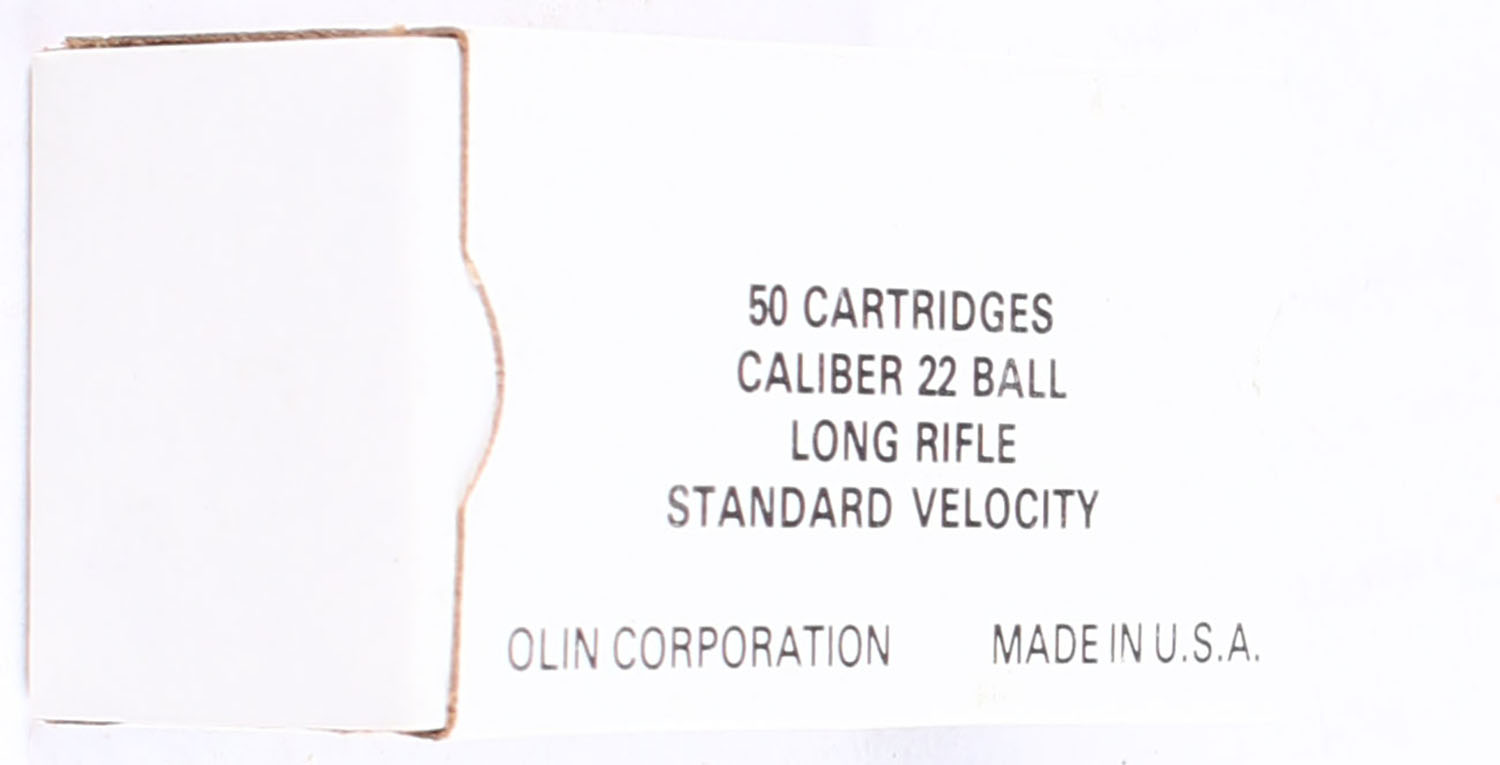 50 CARTRIDGES
CALIBER 22 BALL
LONG RIFLE
STANDARD VELOCITY
OLIN CORPORATION MADE IN U.S.A.